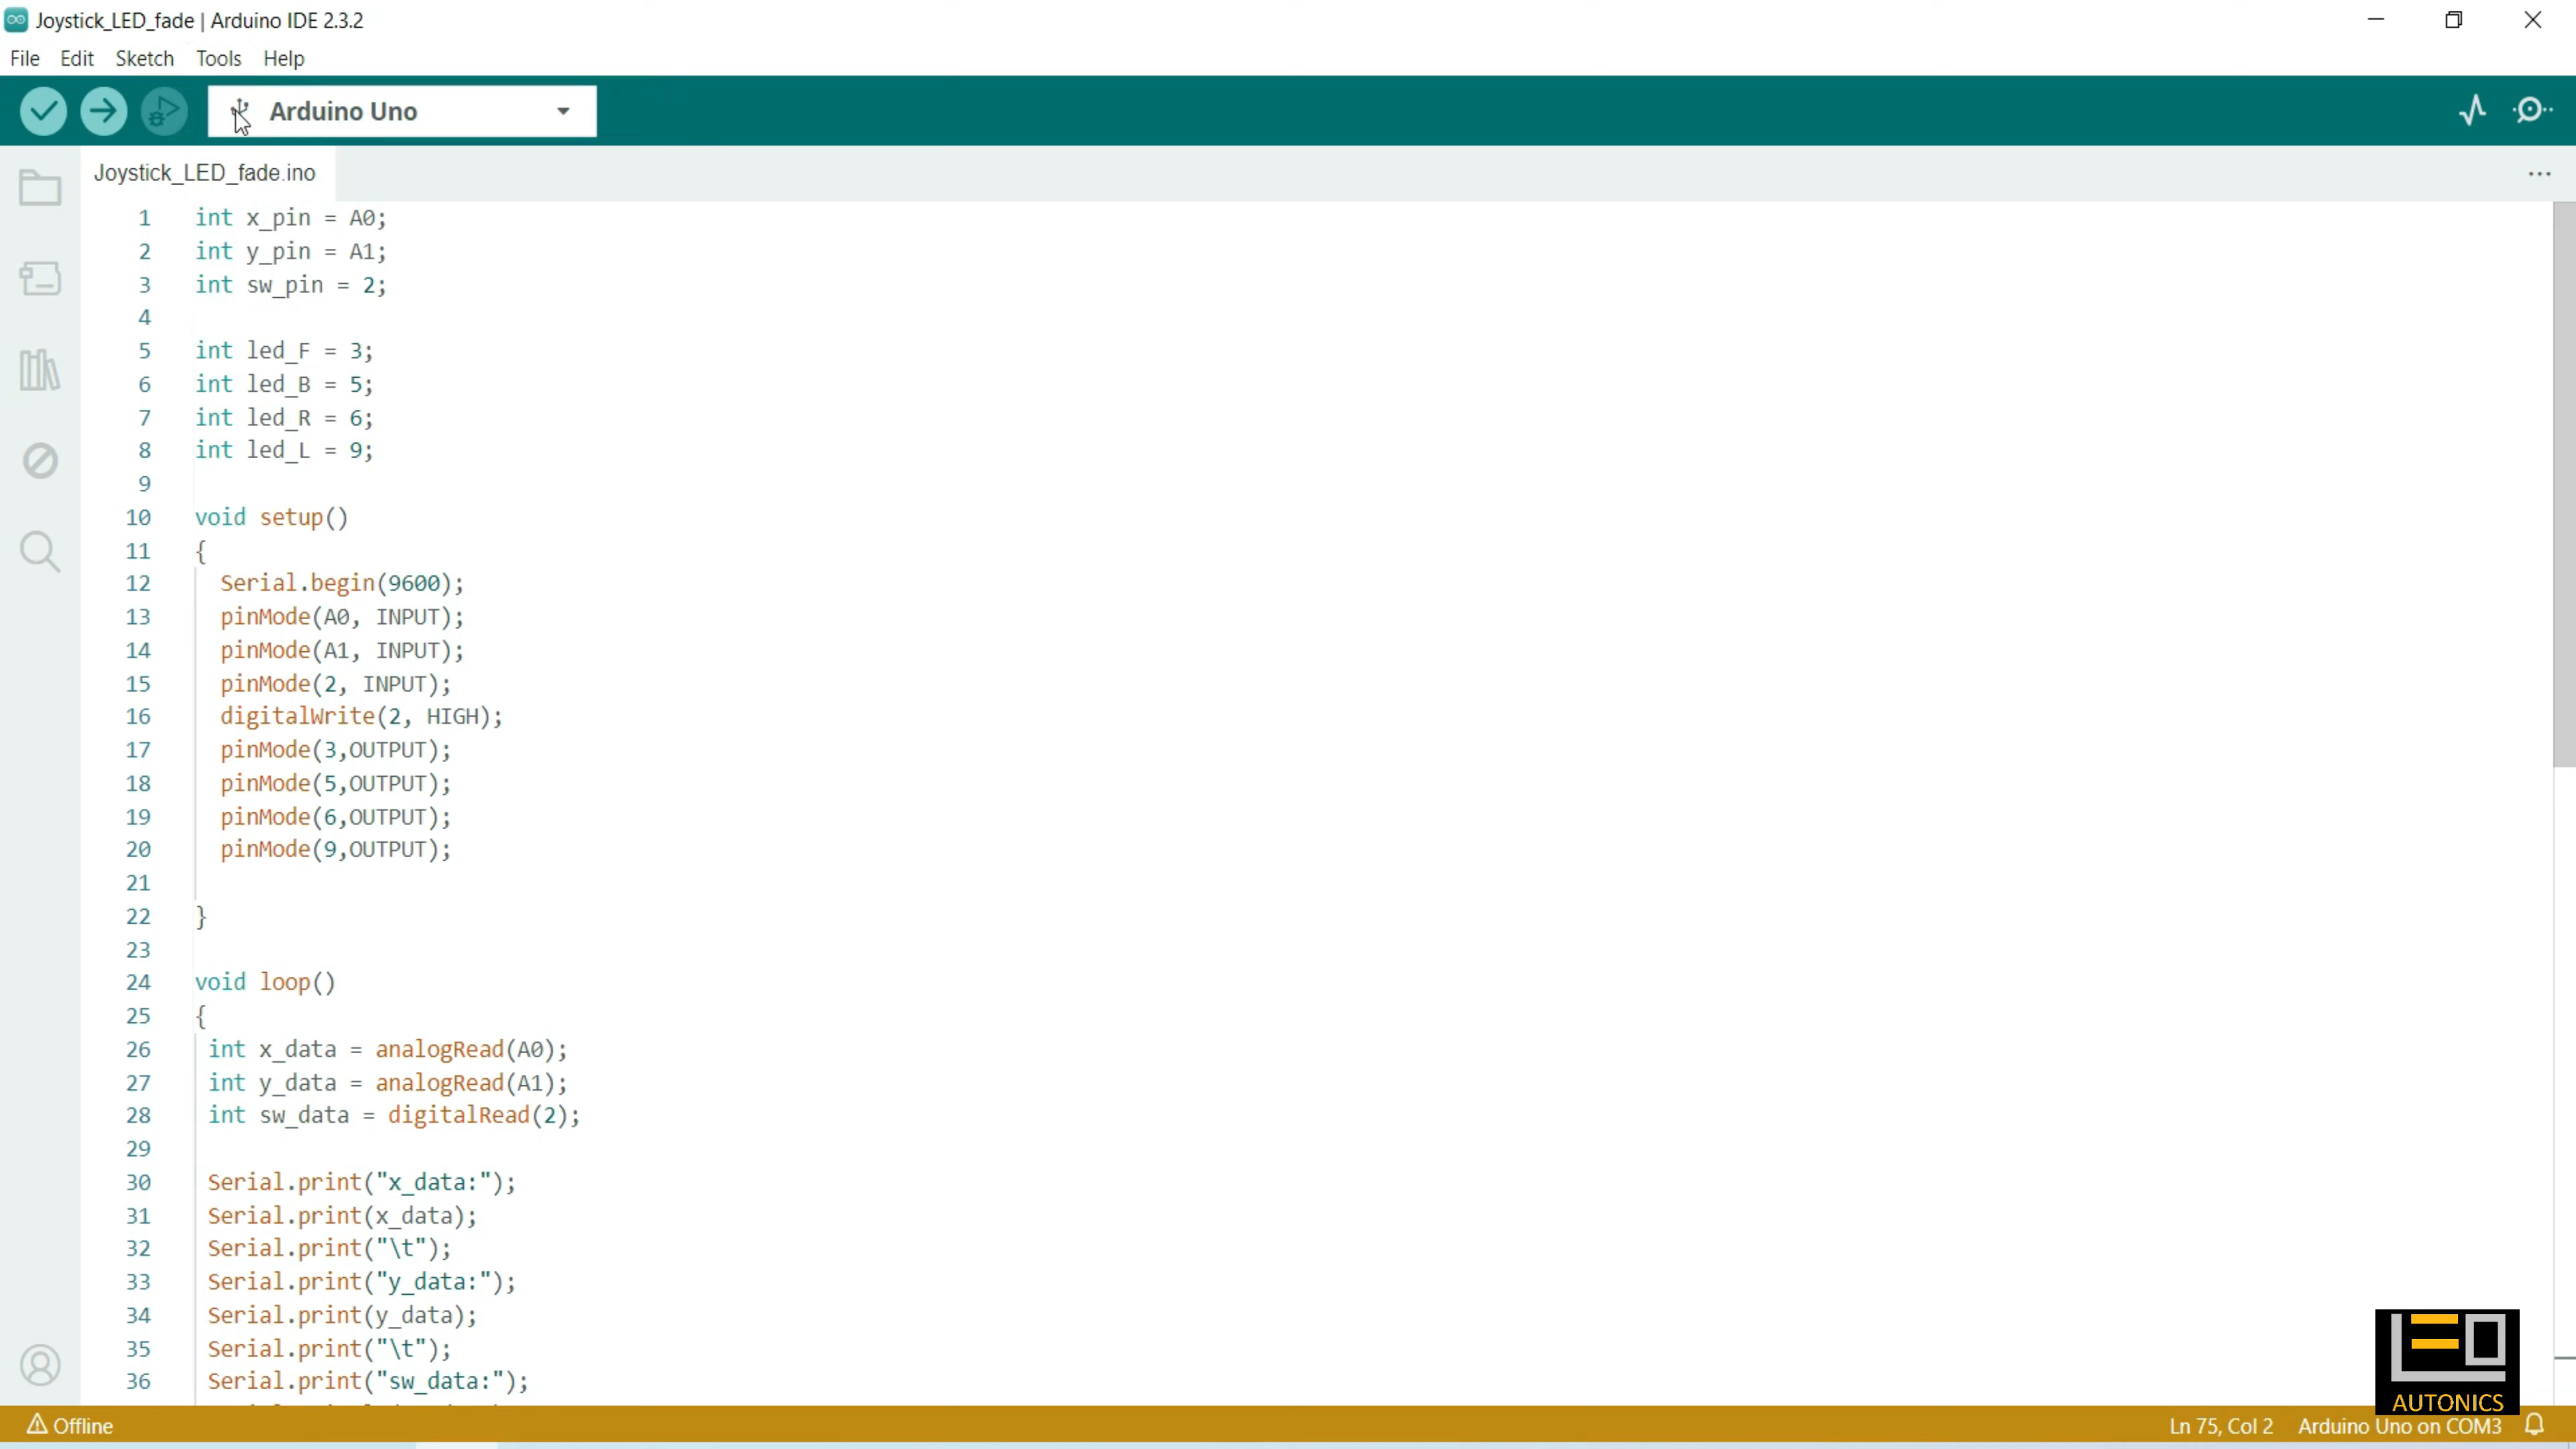 Joystick_LED_fade | Arduino IDE 2.3.2
File Edit Sketch Tools Help
Arduino Uno
Joystick_LED_fade.ino
1 int x_pin = A0;
2 int y_pin = A1;
3 int sw_pin = 2;
4
5 int led_F = 3;
6 int led_B = 5;
7 int led_R = 6;
8 int led_L = 9;
9
10 void setup()
11 {
12 Serial.begin(9600);
13 pinMode(A0, INPUT);
14 pinMode(A1, INPUT);
15 pinMode(2, INPUT);
16 digitalWrite(2, HIGH);
17 pinMode(3,OUTPUT);
18 pinMode(5,OUTPUT);
19 pinMode(6,OUTPUT);
20 pinMode(9,OUTPUT);
21
22 }
23
24 void loop()
25 {
26 int x_data = analogRead(A0);
27 int y_data = analogRead(A1);
28 int sw_data = digitalRead(2);
29
30 Serial.print("x_data:");
31 Serial.print(x_data);
32 Serial.print("\t");
33 Serial.print("y_data:");
34 Serial.print(y_data);
35 Serial.print("\t");
36 Serial.print("sw_data:");
LEO
AUTONICS
Offline
Ln 75, Col 2 Arduino Uno on COM3